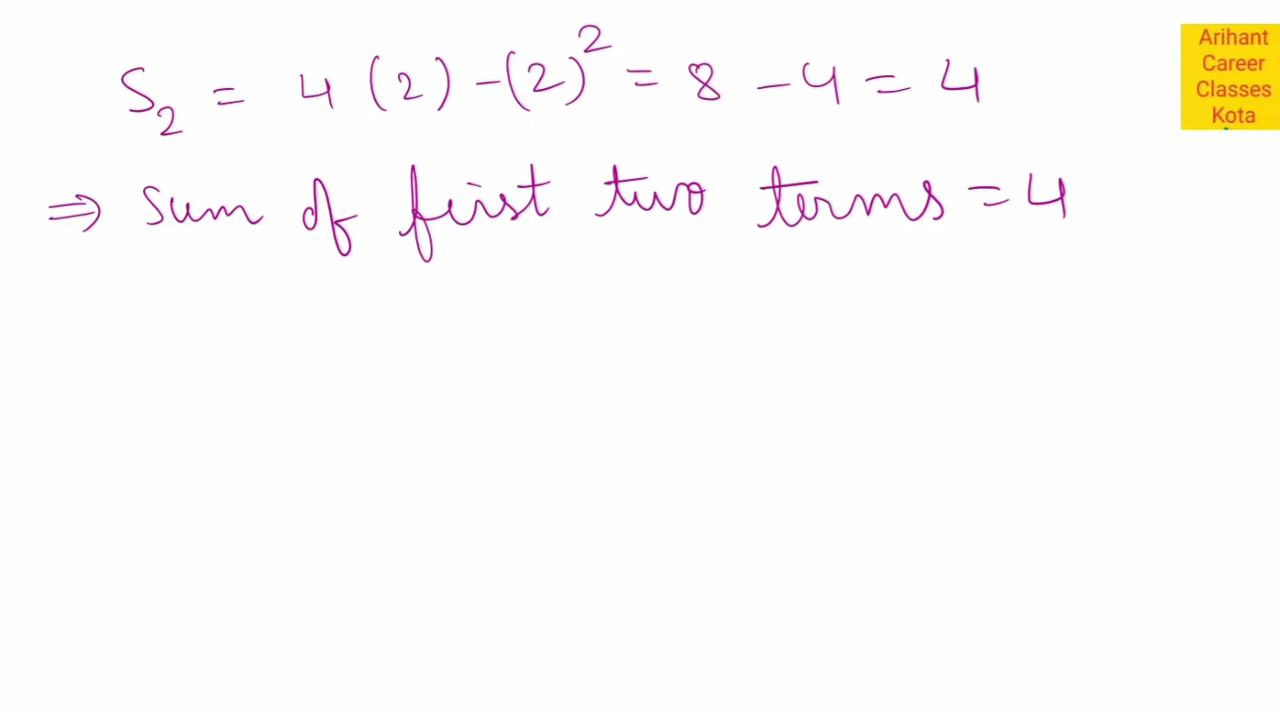 S₂ = 4 (2) - (2)² = 8 - 4 = 4
⇒ Sum of first two terms = 4
Arihant
Career
Classes
Kota